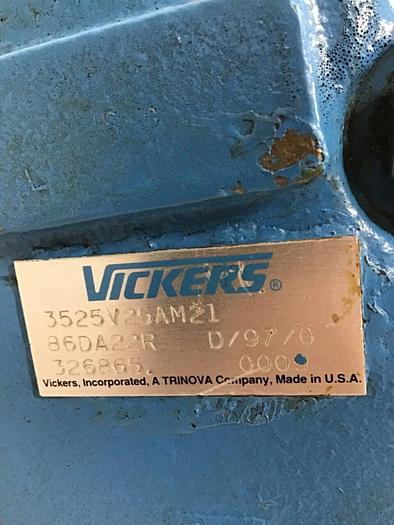 VICKERS®
3525V25AM21
86DA22R D/97/0
326865. 000
Vickers, Incorporated, A TRINOVA Company, Made in U.S.A.